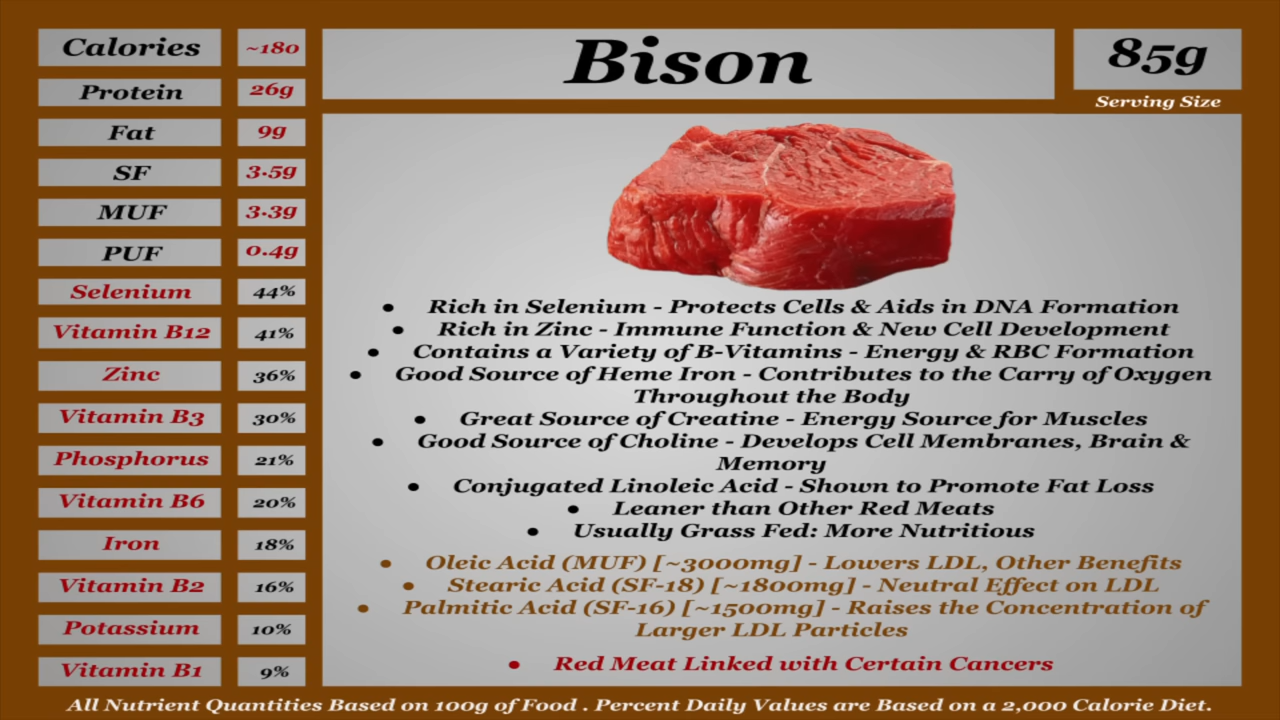 Calories ~180
Protein 26g
Fat 9g
SF 3.5g
MUF 3.3g
PUF 0.4g
Selenium 44%
Vitamin B12 41%
Zinc 36%
Vitamin B3 30%
Phosphorus 21%
Vitamin B6 20%
Iron 18%
Vitamin B2 16%
Potassium 10%
Vitamin B1 9%
Bison
85g
Serving Size
● Rich in Selenium - Protects Cells & Aids in DNA Formation
● Rich in Zinc - Immune Function & New Cell Development
● Contains a Variety of B-Vitamins - Energy & RBC Formation
● Good Source of Heme Iron - Contributes to the Carry of Oxygen
Throughout the Body
● Great Source of Creatine - Energy Source for Muscles
● Good Source of Choline - Develops Cell Membranes, Brain &
Memory
● Conjugated Linoleic Acid - Shown to Promote Fat Loss
● Leaner than Other Red Meats
● Usually Grass Fed: More Nutritious
● Oleic Acid (MUF) [~3000mg] - Lowers LDL, Other Benefits
● Stearic Acid (SF-18) [~1800mg] - Neutral Effect on LDL
● Palmitic Acid (SF-16) [~1500mg] - Raises the Concentration of
Larger LDL Particles
● Red Meat Linked with Certain Cancers
All Nutrient Quantities Based on 100g of Food . Percent Daily Values are Based on a 2,000 Calorie Diet.